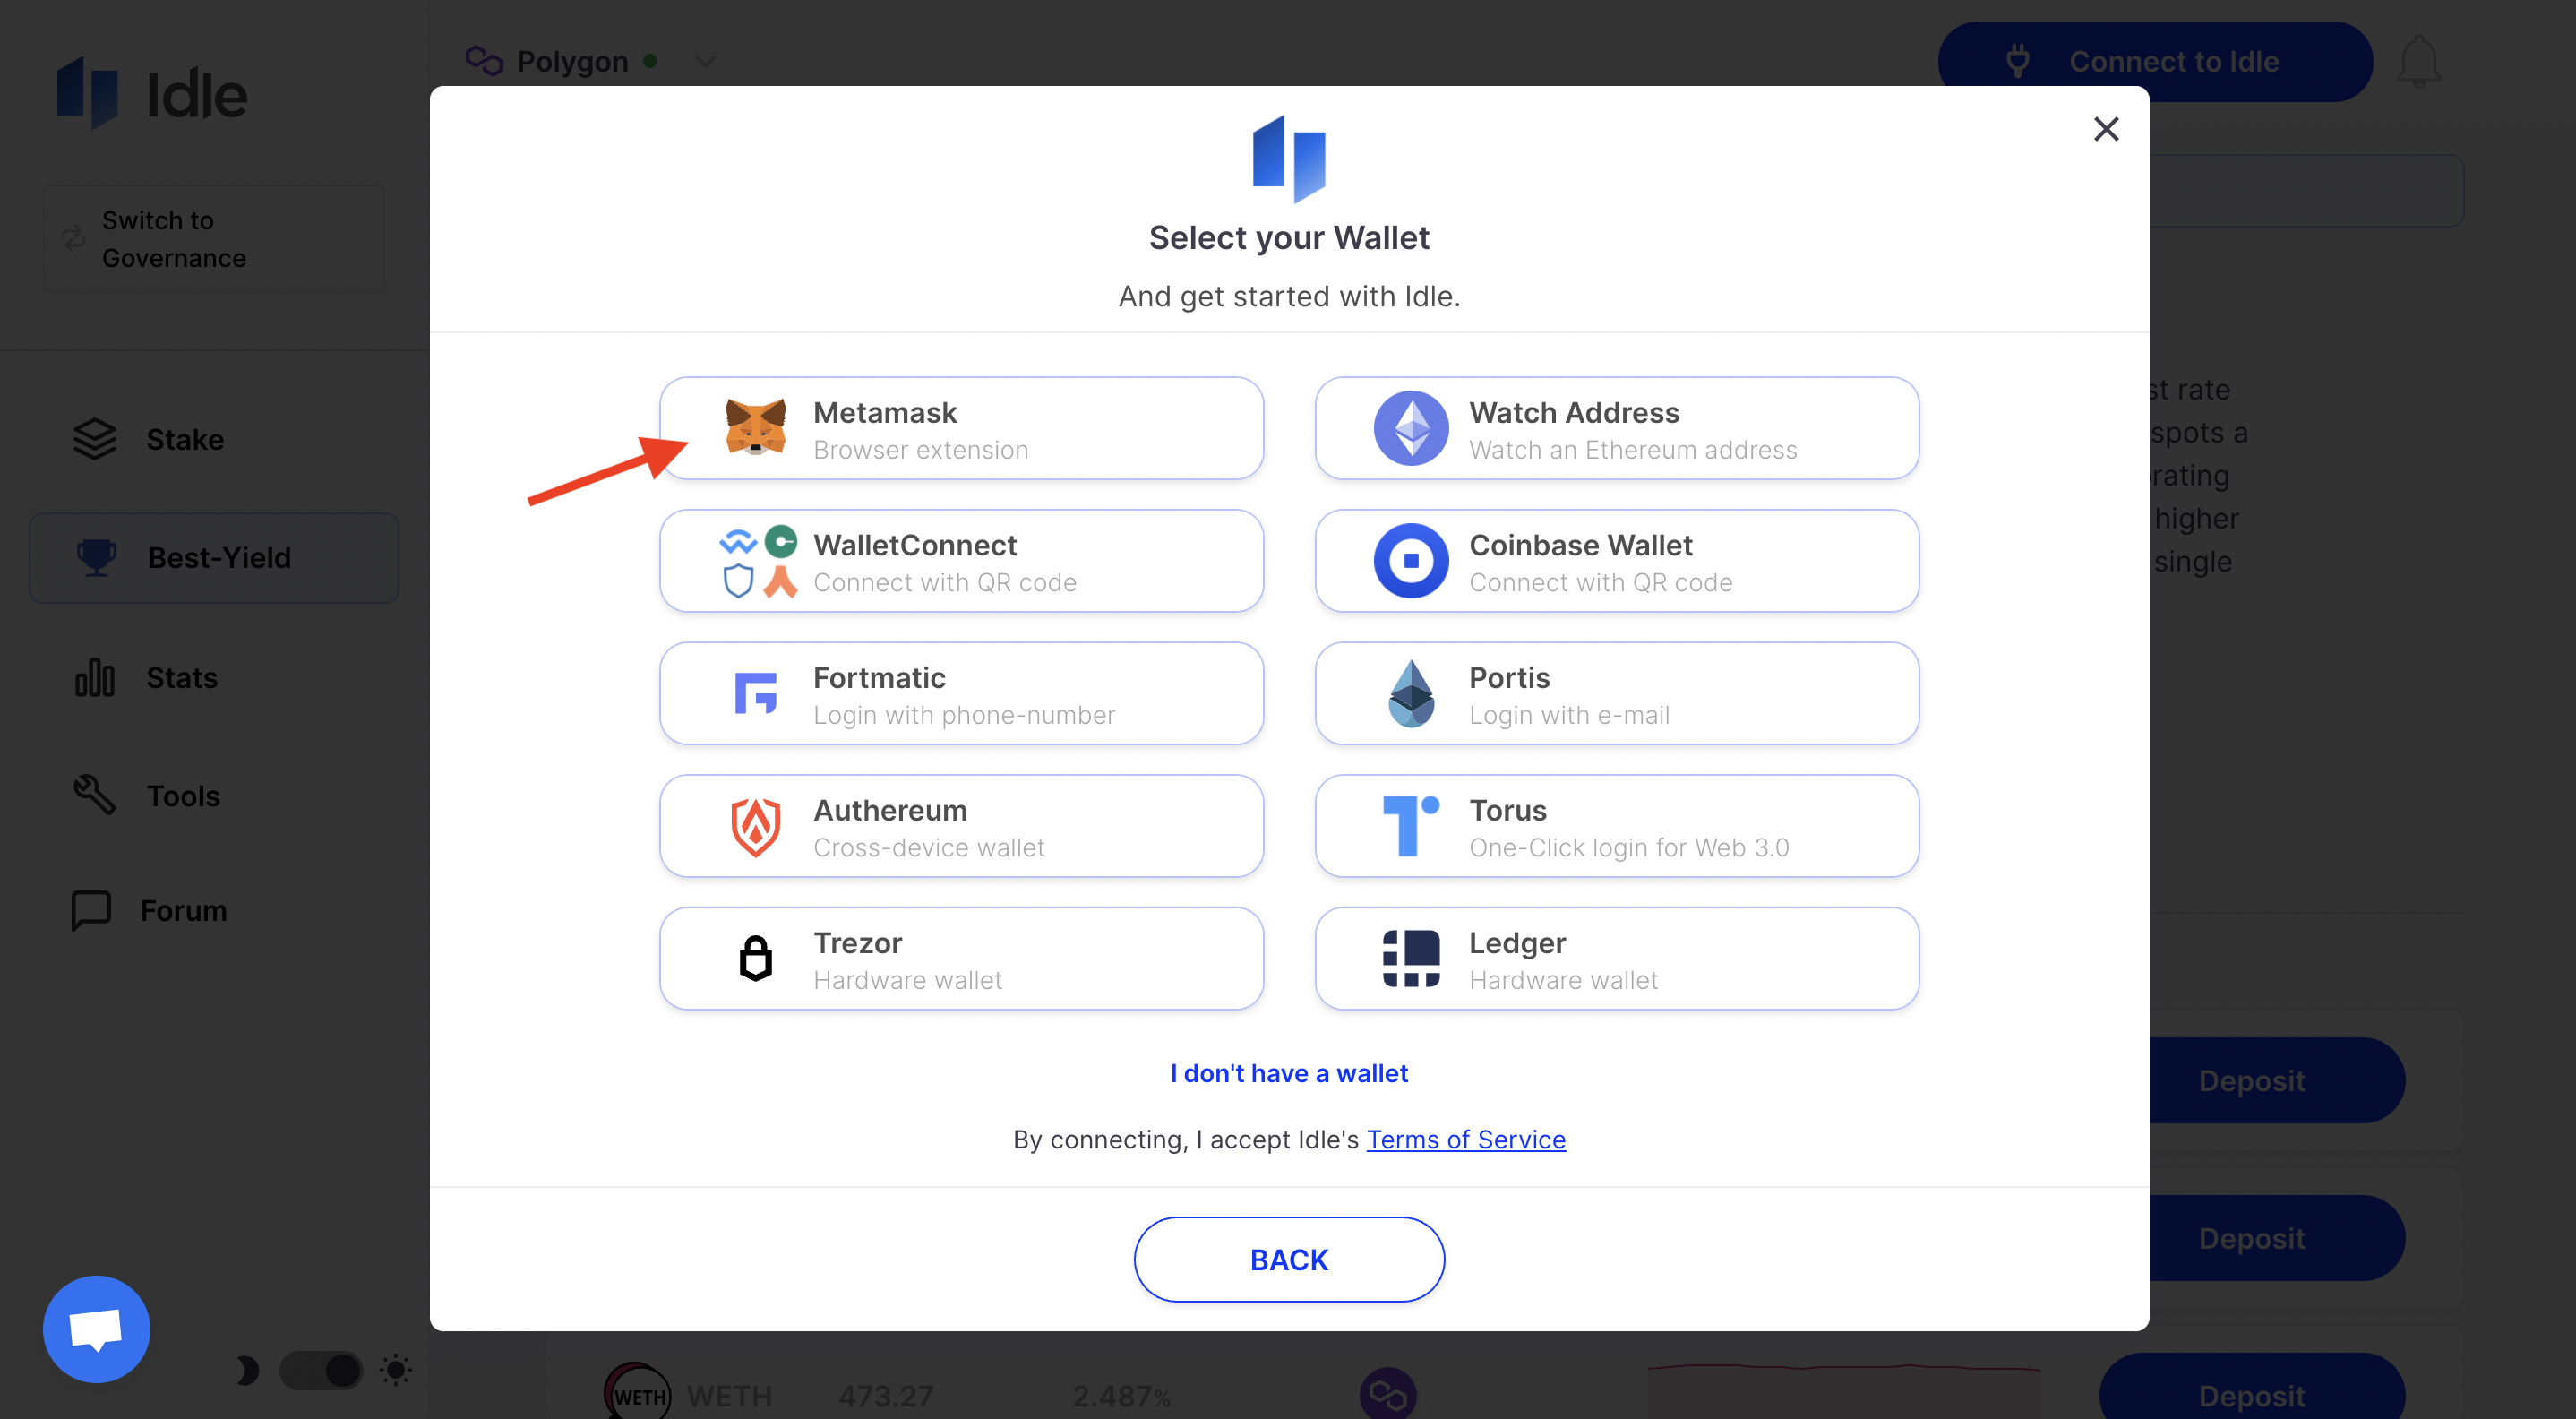 Idle
Polygon
Connect to Idle
Switch to
Governance
Stake
Best-Yield
Stats
Tools
Forum
Select your Wallet
And get started with Idle.
Metamask
Browser extension
Watch Address
Watch an Ethereum address
WalletConnect
Connect with QR code
Coinbase Wallet
Connect with QR code
Fortmatic
Login with phone-number
Portis
Login with e-mail
Authereum
Cross-device wallet
Torus
One-Click login for Web 3.0
Trezor
Hardware wallet
Ledger
Hardware wallet
I don't have a wallet
By connecting, I accept Idle's Terms of Service
BACK
rate
spots a
higher
single
Deposit
Deposit
WETH WETH 473.27 2.487% Deposit